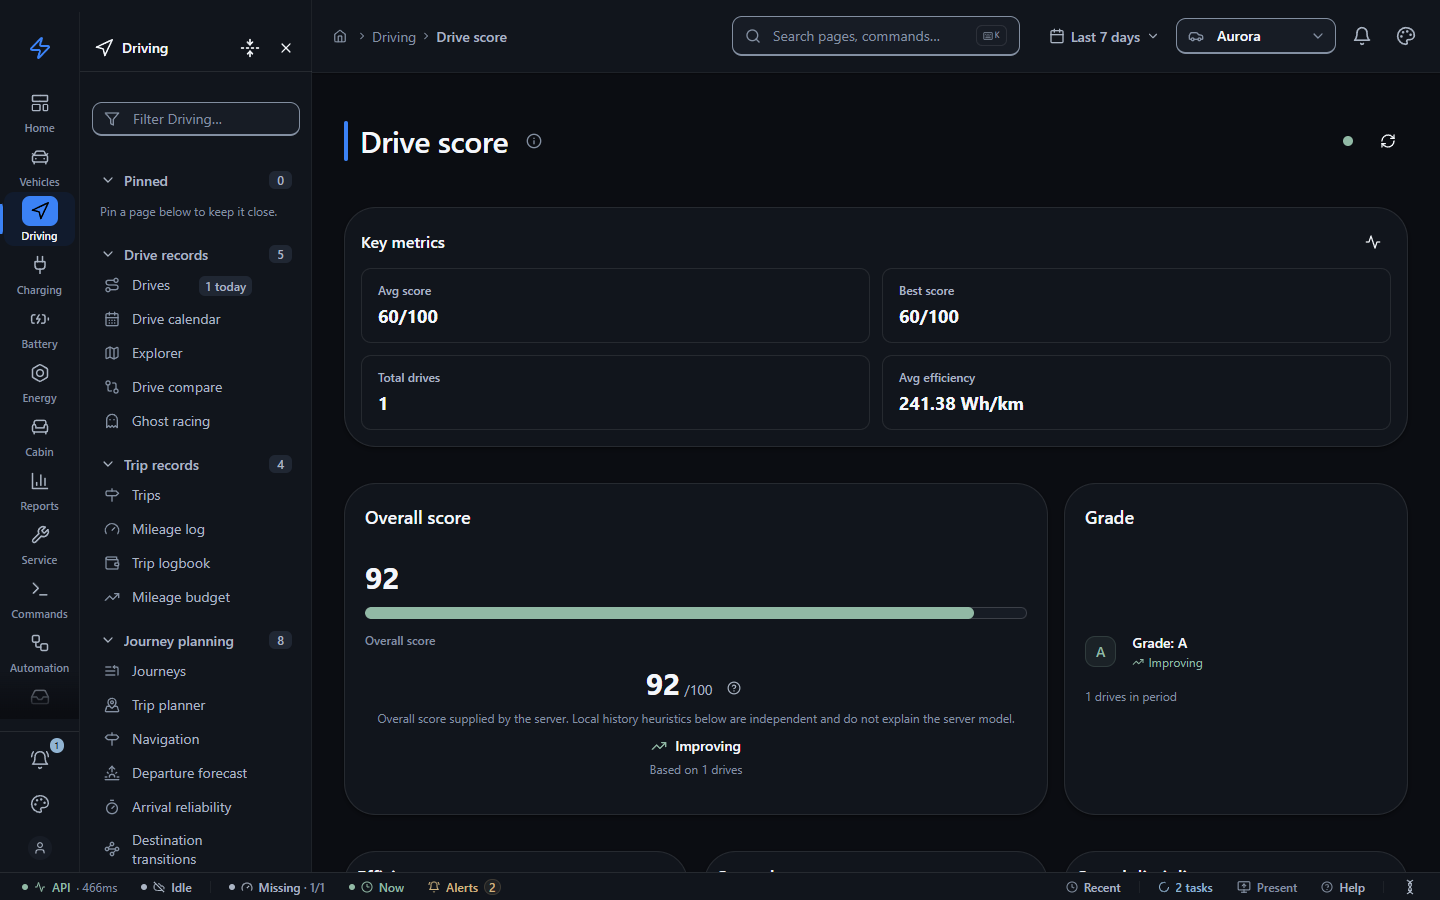 Driving
Driving
Drive score
Search pages, commands...
K
Last 7 days
Aurora
Home
Vehicles
Driving
Charging
Battery
Energy
Cabin
Reports
Service
Commands
Automation
1
Filter Driving...
Pinned
0
Pin a page below to keep it close.
Drive records
5
Drives
1 today
Drive calendar
Explorer
Drive compare
Ghost racing
Trip records
4
Trips
Mileage log
Trip logbook
Mileage budget
Journey planning
8
Journeys
Trip planner
Navigation
Departure forecast
Arrival reliability
Destination
transitions
Drive score
Key metrics
Avg score
60/100
Best score
60/100
Total drives
1
Avg efficiency
241.38 Wh/km
Overall score
92
Overall score
92 /100
Overall score supplied by the server. Local history heuristics below are independent and do not explain the server model.
Improving
Based on 1 drives
Grade
A
Grade: A
Improving
1 drives in period
API · 466ms
Idle
Missing · 1/1
Now
Alerts 2
Recent
2 tasks
Present
Help